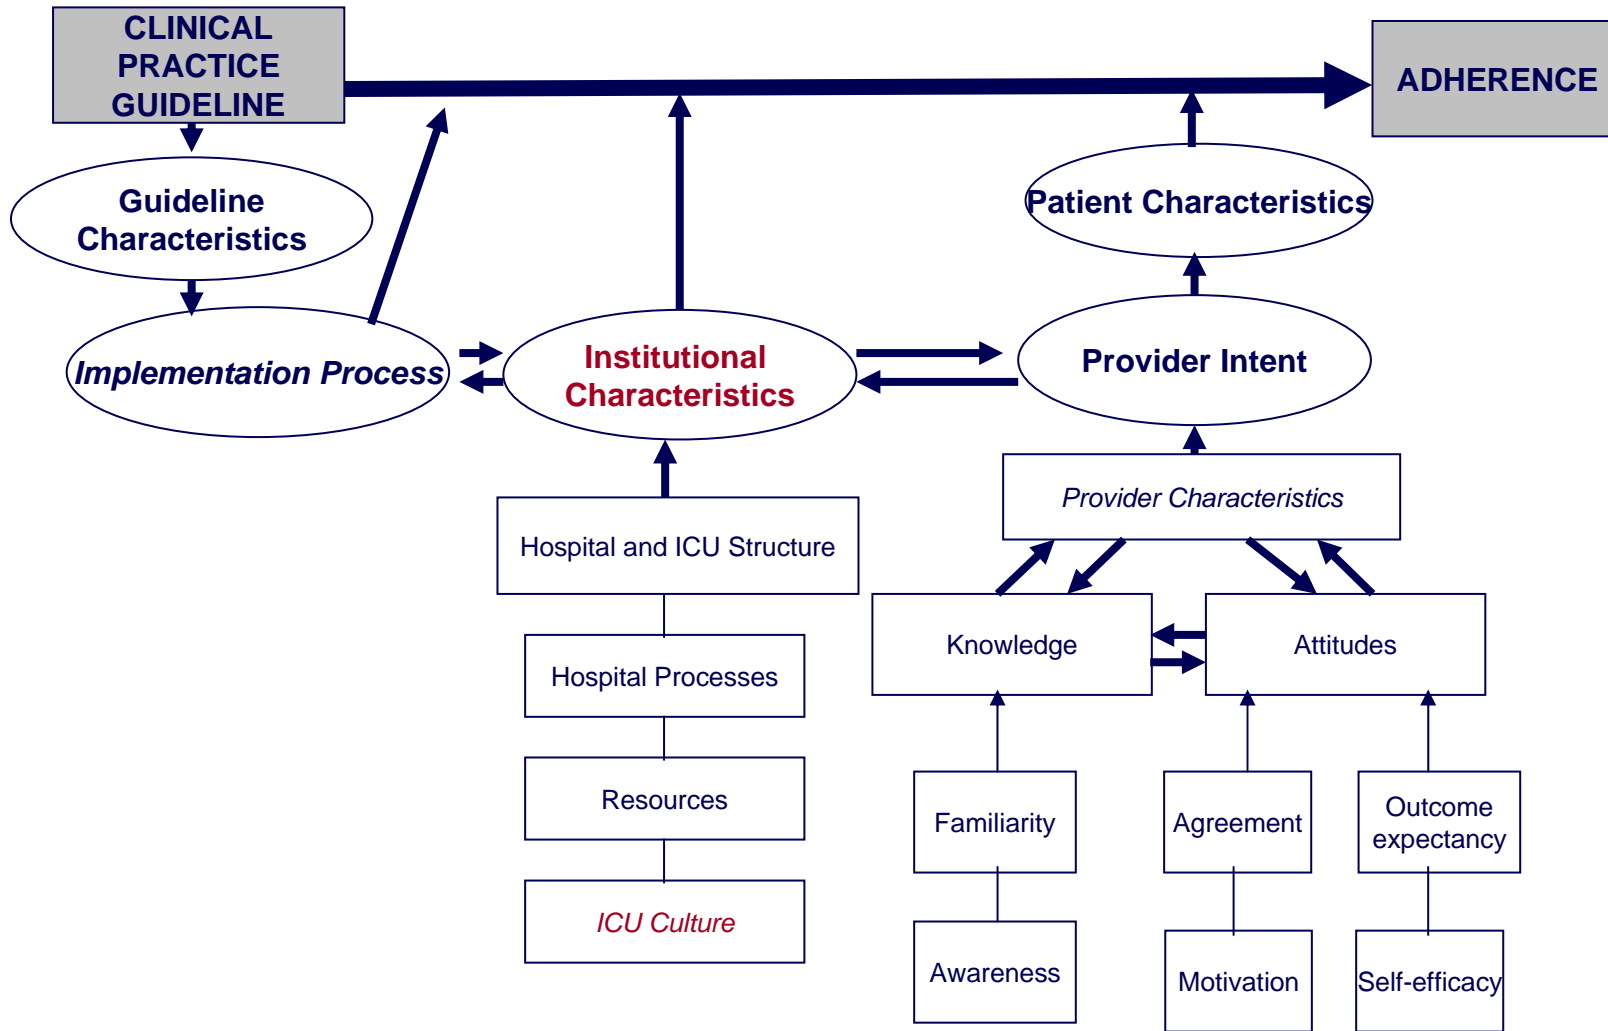 CLINICAL
PRACTICE
GUIDELINE
ADHERENCE
Guideline
Characteristics
Patient Characteristics
Implementation Process
Institutional
Characteristics
Provider Intent
Provider Characteristics
Hospital and ICU Structure
Knowledge
Attitudes
Hospital Processes
Resources
Familiarity
Agreement
Outcome
expectancy
ICU Culture
Awareness
Motivation
Self-efficacy